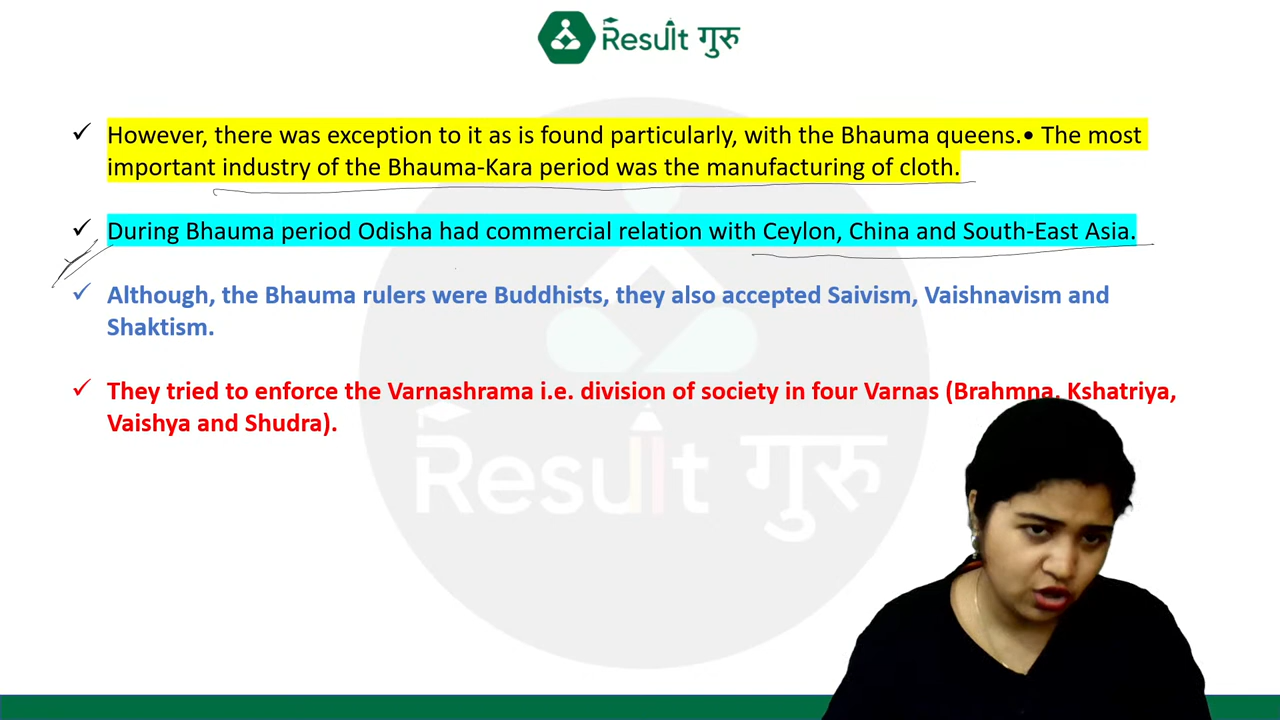 Result गुरु
However, there was exception to it as is found particularly, with the Bhauma queens.• The most
important industry of the Bhauma-Kara period was the manufacturing of cloth.
During Bhauma period Odisha had commercial relation with Ceylon, China and South-East Asia.
Although, the Bhauma rulers were Buddhists, they also accepted Saivism, Vaishnavism and
Shaktism.
They tried to enforce the Varnashrama i.e. division of society in four Varnas (Brahmna, Kshatriya,
Vaishya and Shudra).
Result गुरु